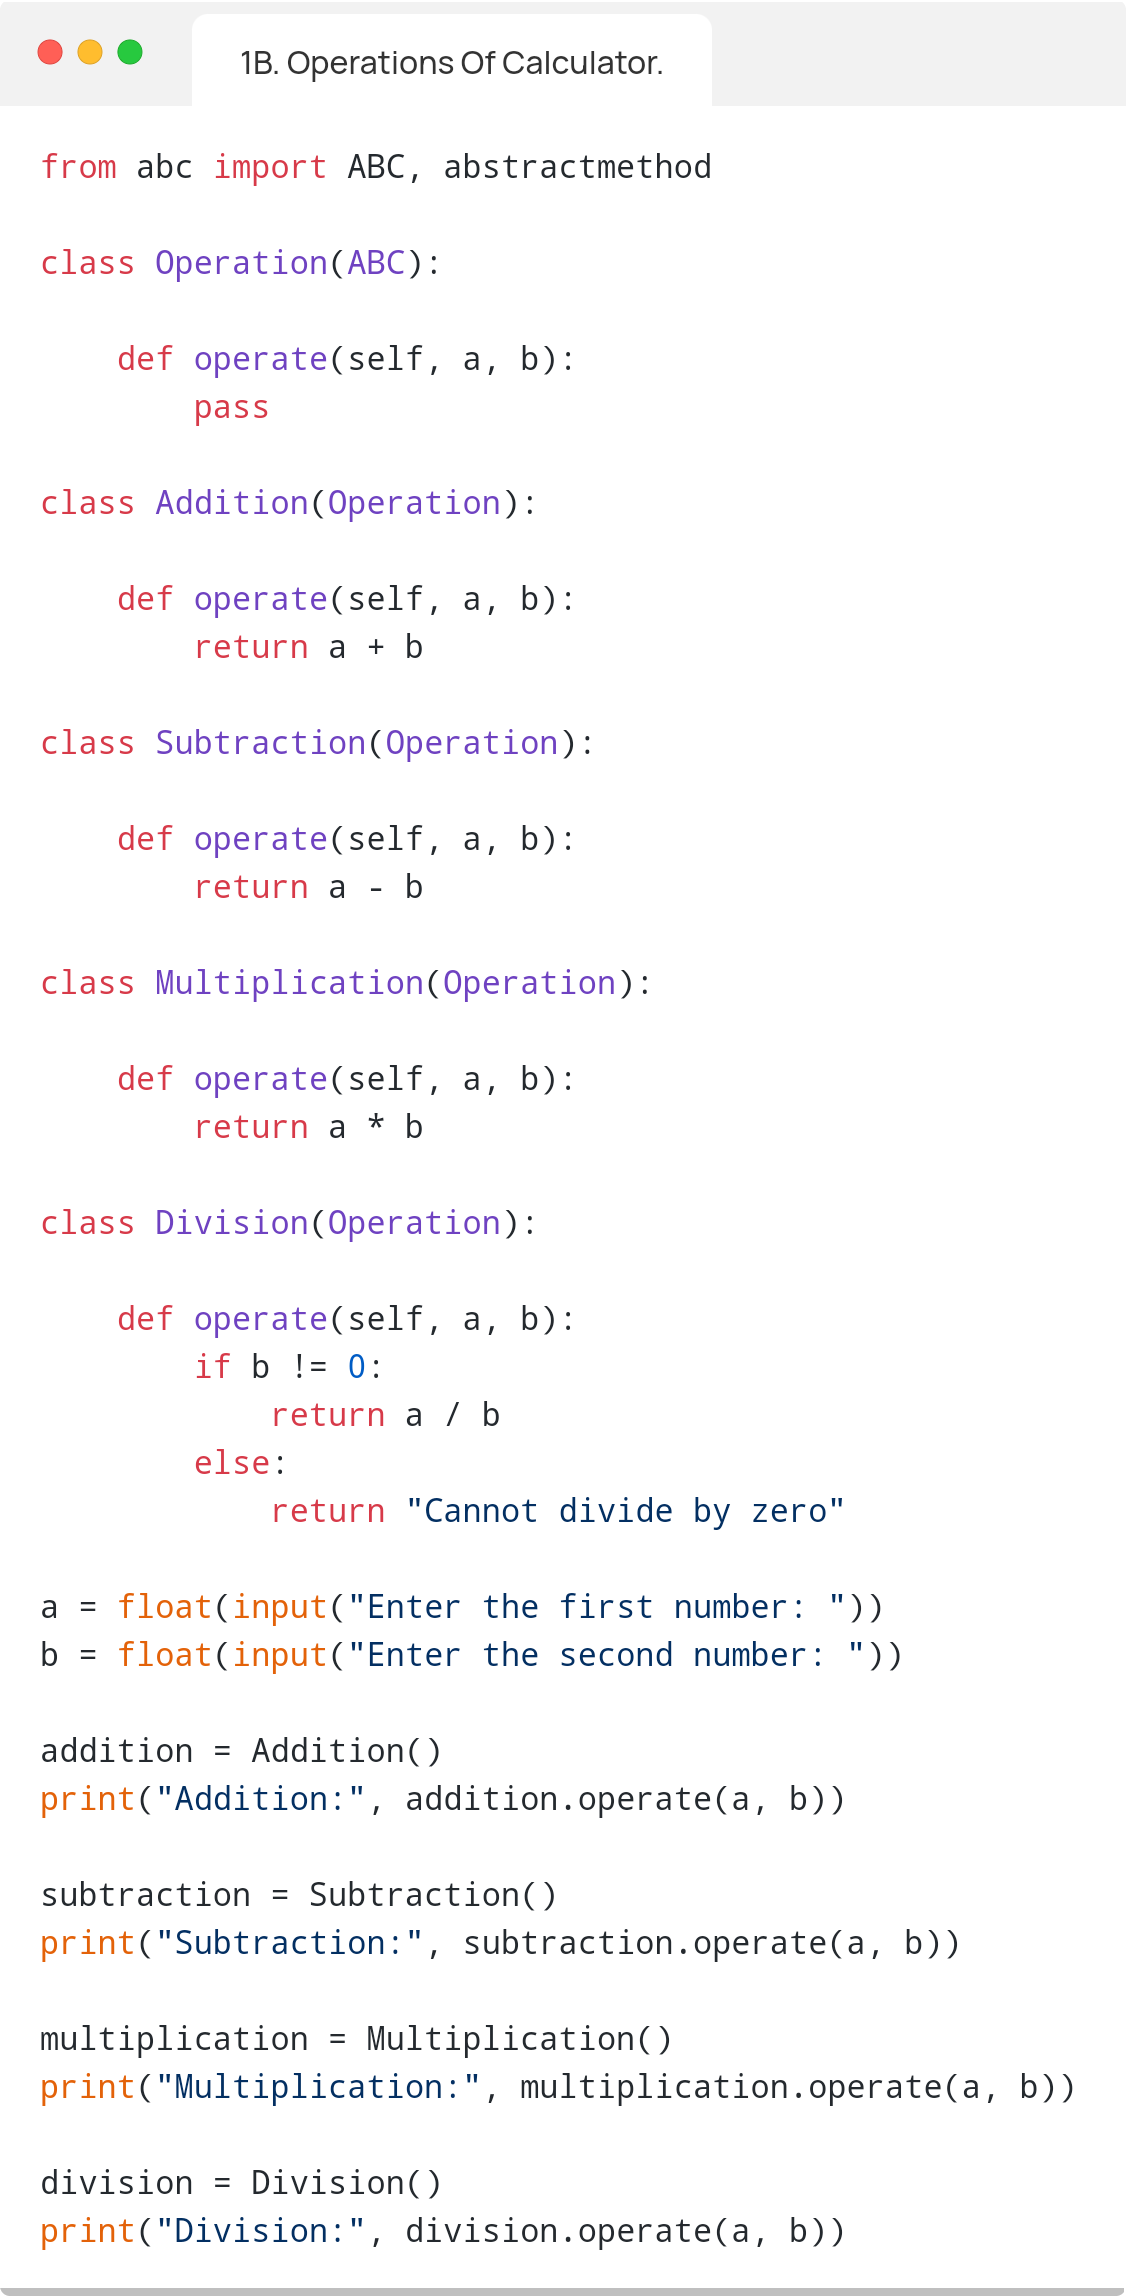 1B. Operations Of Calculator.
from abc import ABC, abstractmethod
class Operation(ABC):
    def operate(self, a, b):
        pass
class Addition(Operation):
    def operate(self, a, b):
        return a + b
class Subtraction(Operation):
    def operate(self, a, b):
        return a - b
class Multiplication(Operation):
    def operate(self, a, b):
        return a * b
class Division(Operation):
    def operate(self, a, b):
        if b != 0:
            return a / b
        else:
            return "Cannot divide by zero"
a = float(input("Enter the first number: "))
b = float(input("Enter the second number: "))
addition = Addition()
print("Addition:", addition.operate(a, b))
subtraction = Subtraction()
print("Subtraction:", subtraction.operate(a, b))
multiplication = Multiplication()
print("Multiplication:", multiplication.operate(a, b))
division = Division()
print("Division:", division.operate(a, b))